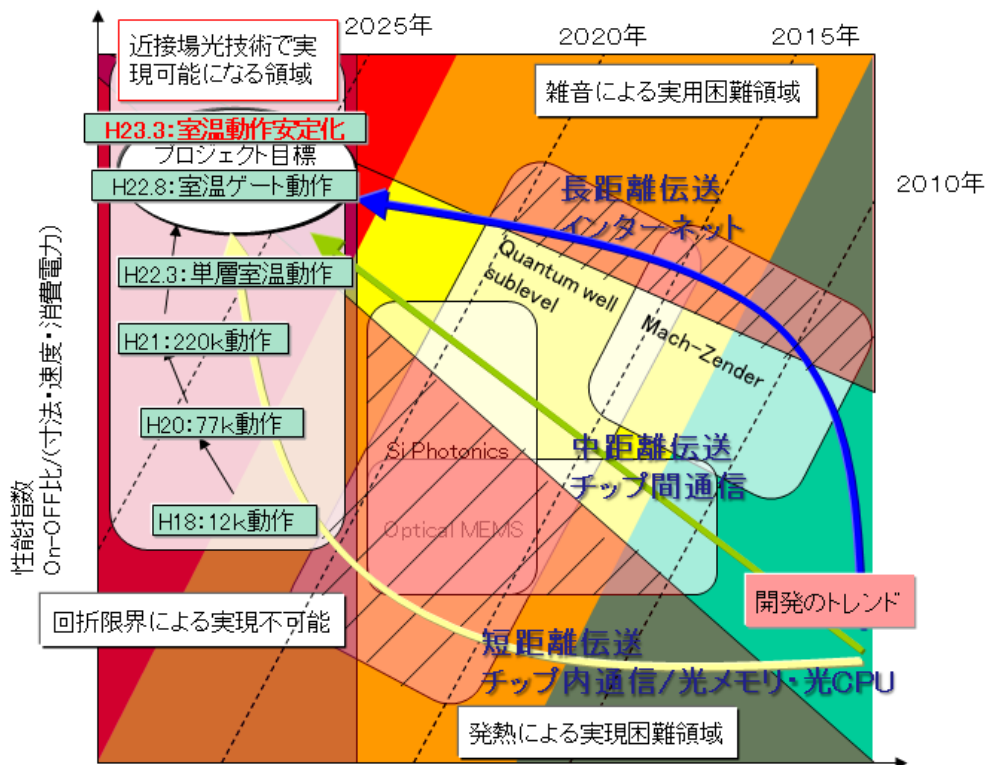 2025年
2020年
2015年
2010年
近接場光技術で実
現可能になる領域
雑音による実用困難領域
H23.3:室温動作安定化
プロジェクト目標
H22.8:室温ゲート動作
長距離伝送
インターネット
Quantum well
sublevel
Mach-Zender
H22.3:単層室温動作
H21:220k動作
H20:77k動作
H18:12k動作
Si Photonics
Optical MEMS
中距離伝送
チップ間通信
性能指数
On-OFF比/(寸法・速度・消費電力)
開発のトレンド
回折限界による実現不可能
短距離伝送
チップ内通信/光メモリ・光CPU
発熱による実現困難領域